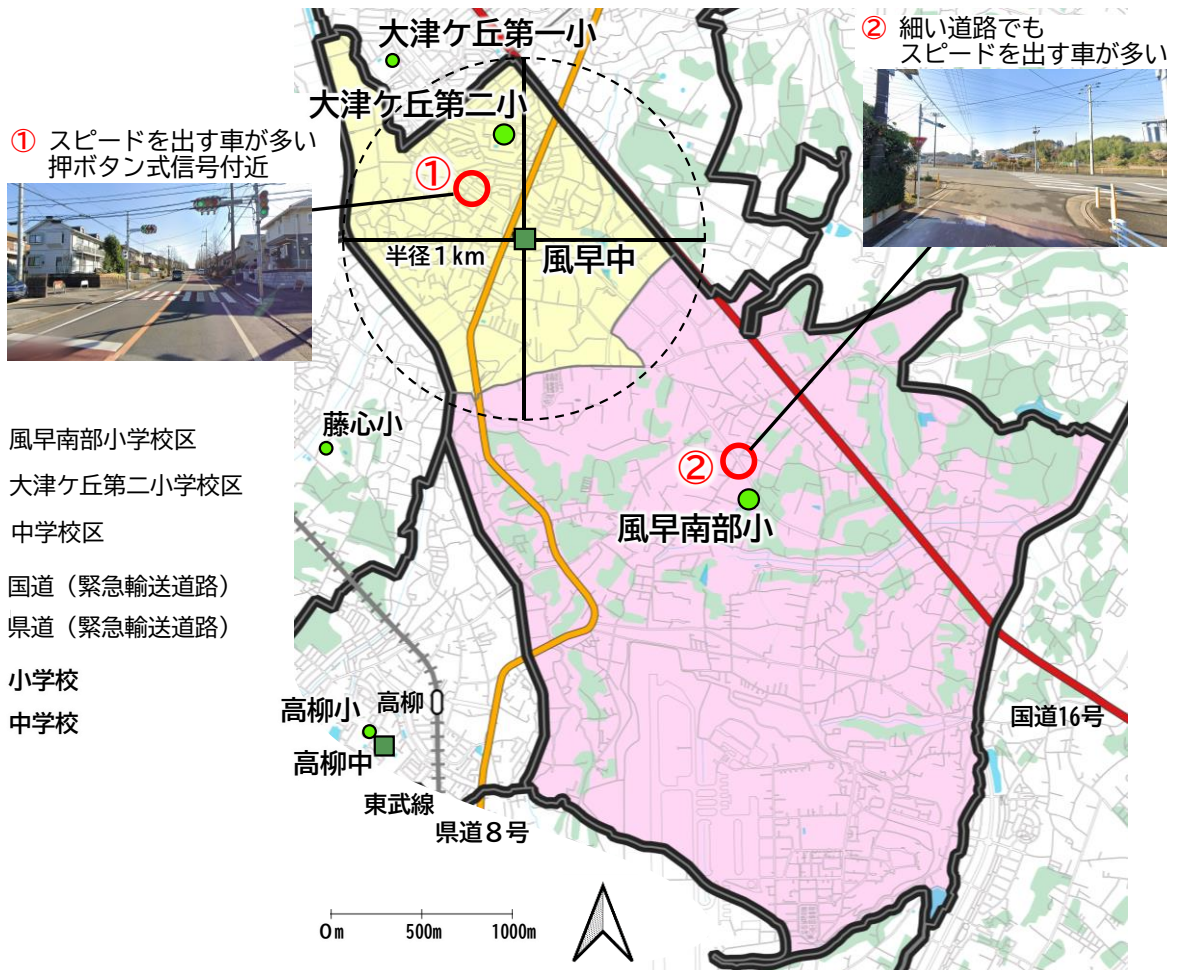 大津ケ丘第一小
② 細い道路でも
スピードを出す車が多い
大津ケ丘第二小
① スピードを出す車が多い
押ボタン式信号付近
①
半径1km
風早中
藤心小
風早南部小学校区
②
大津ケ丘第二小学校区
風早南部小
中学校区
国道（緊急輸送道路）
県道（緊急輸送道路）
小学校
中学校
高柳小
高柳
高柳中
国道16号
東武線
県道8号
0m
500m
1000m